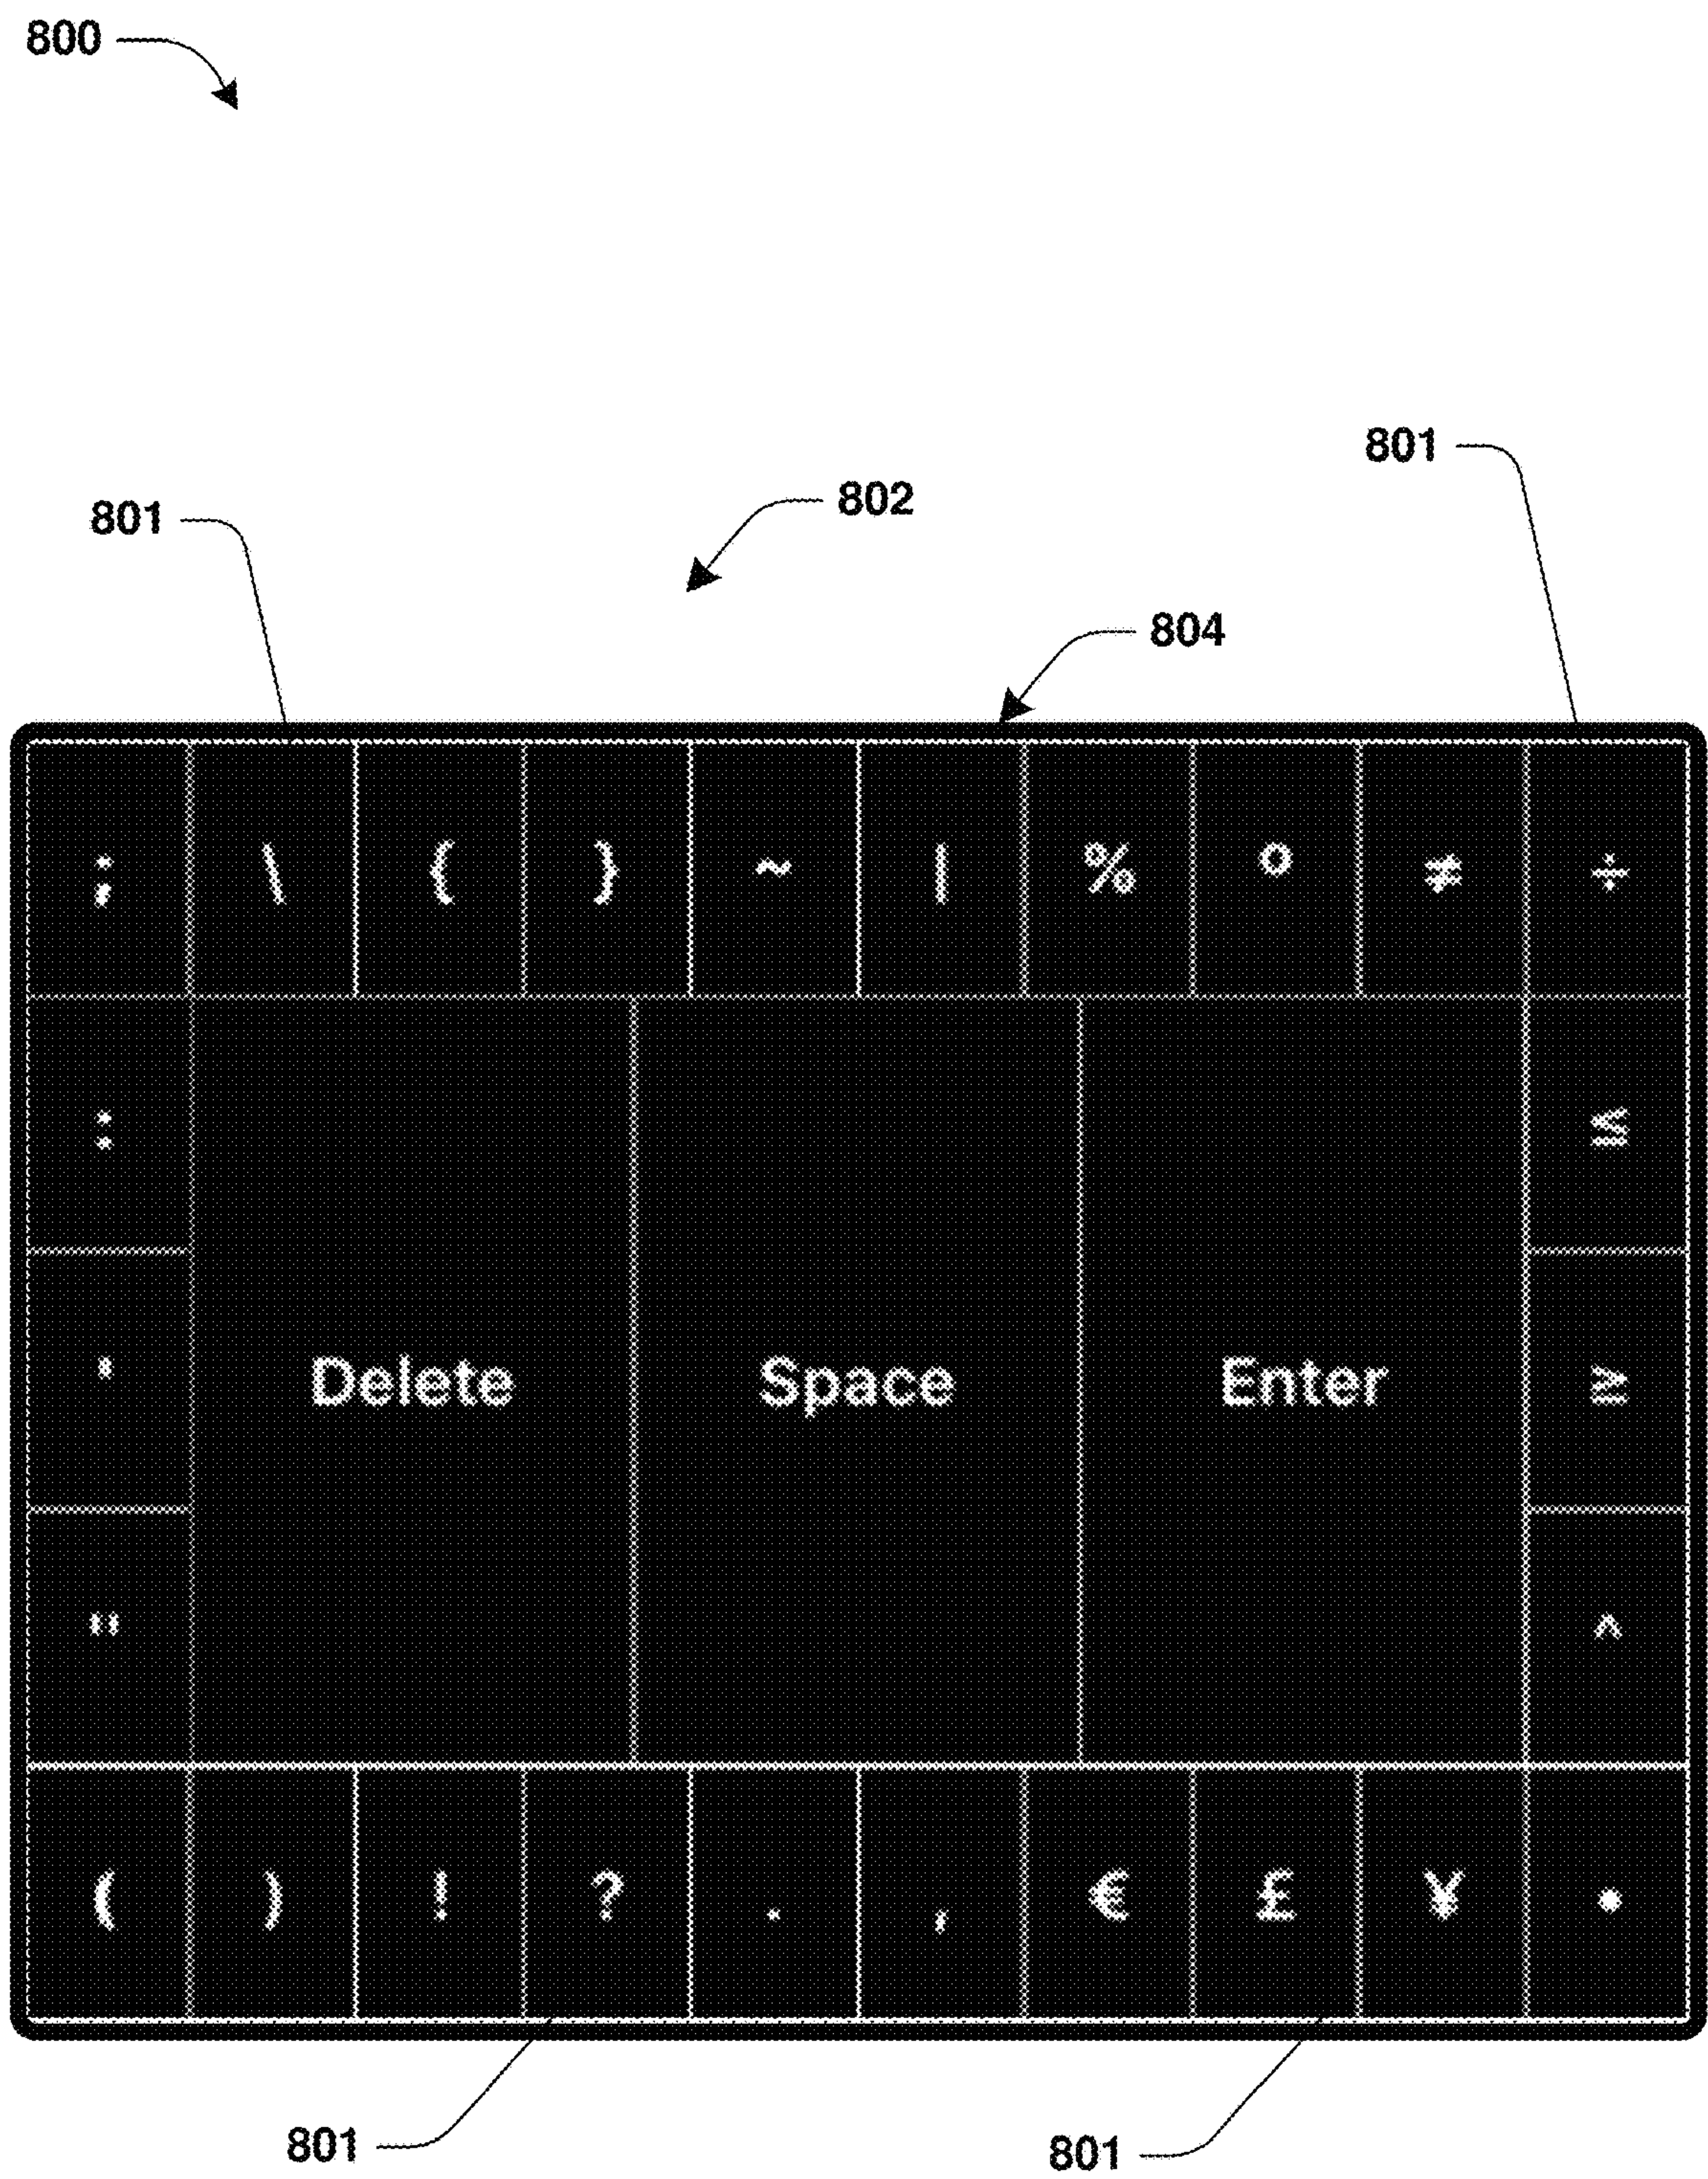 800
801
802
801
804
; \ { } ~ | % º ≠ ÷
: ≤
' Delete Space Enter ≥
" ^
( ) ! ? . , € £ ¥ •
801 801